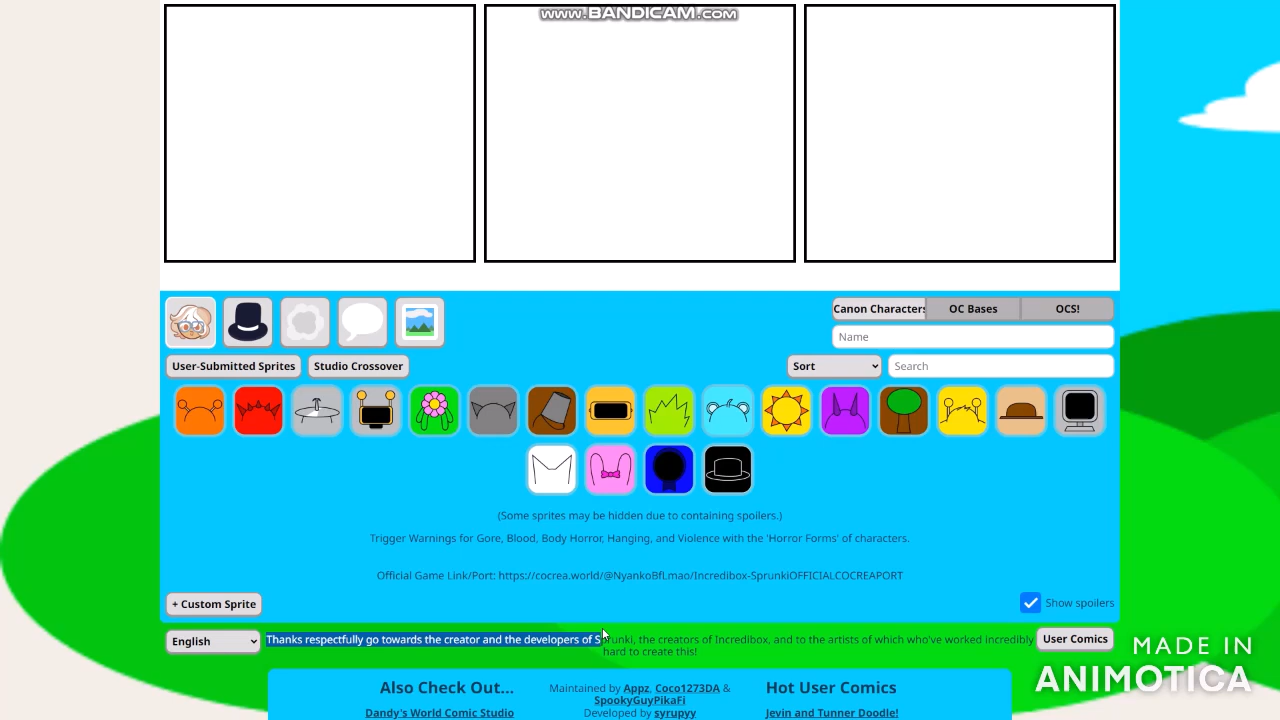 www.BANDICAM.com
Canon Characters
OC Bases
OCS!
Name
User-Submitted Sprites
Studio Crossover
Sort
Search
(Some sprites may be hidden due to containing spoilers.)
Trigger Warnings for Gore, Blood, Body Horror, Hanging, and Violence with the 'Horror Forms' of characters.
Official Game Link/Port: https://cocrea.world/@NyankoBfLmao/Incredibox-SprunkiOFFICIALCOCREAPORT
+ Custom Sprite
Show spoilers
English
Thanks respectfully go towards the creator and the developers of Sprunki, the creators of Incredibox, and to the artists of which who've worked incredibly
hard to create this!
User Comics
MADE IN
ANIMOTICA
Also Check Out...
Dandy's World Comic Studio
Maintained by Appz, Coco1273DA &
SpookyGuyPikaFi
Developed by syrupyy
Hot User Comics
Jevin and Tunner Doodle!